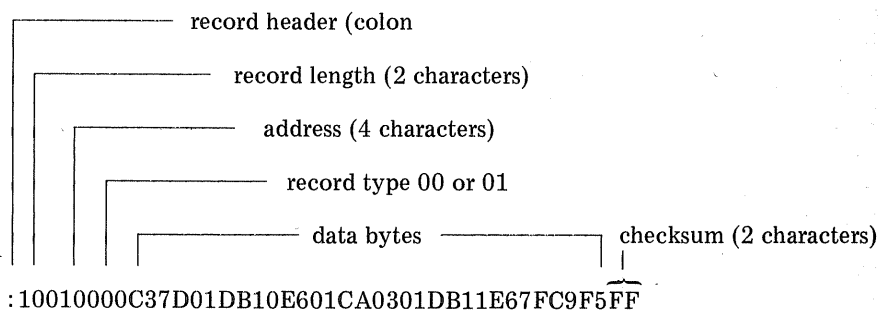 record header (colon
record length (2 characters)
address (4 characters)
record type 00 or 01
data bytes checksum (2 characters)
:10010000C37D01DB10E601CA0301DB11E67FC9F5FF